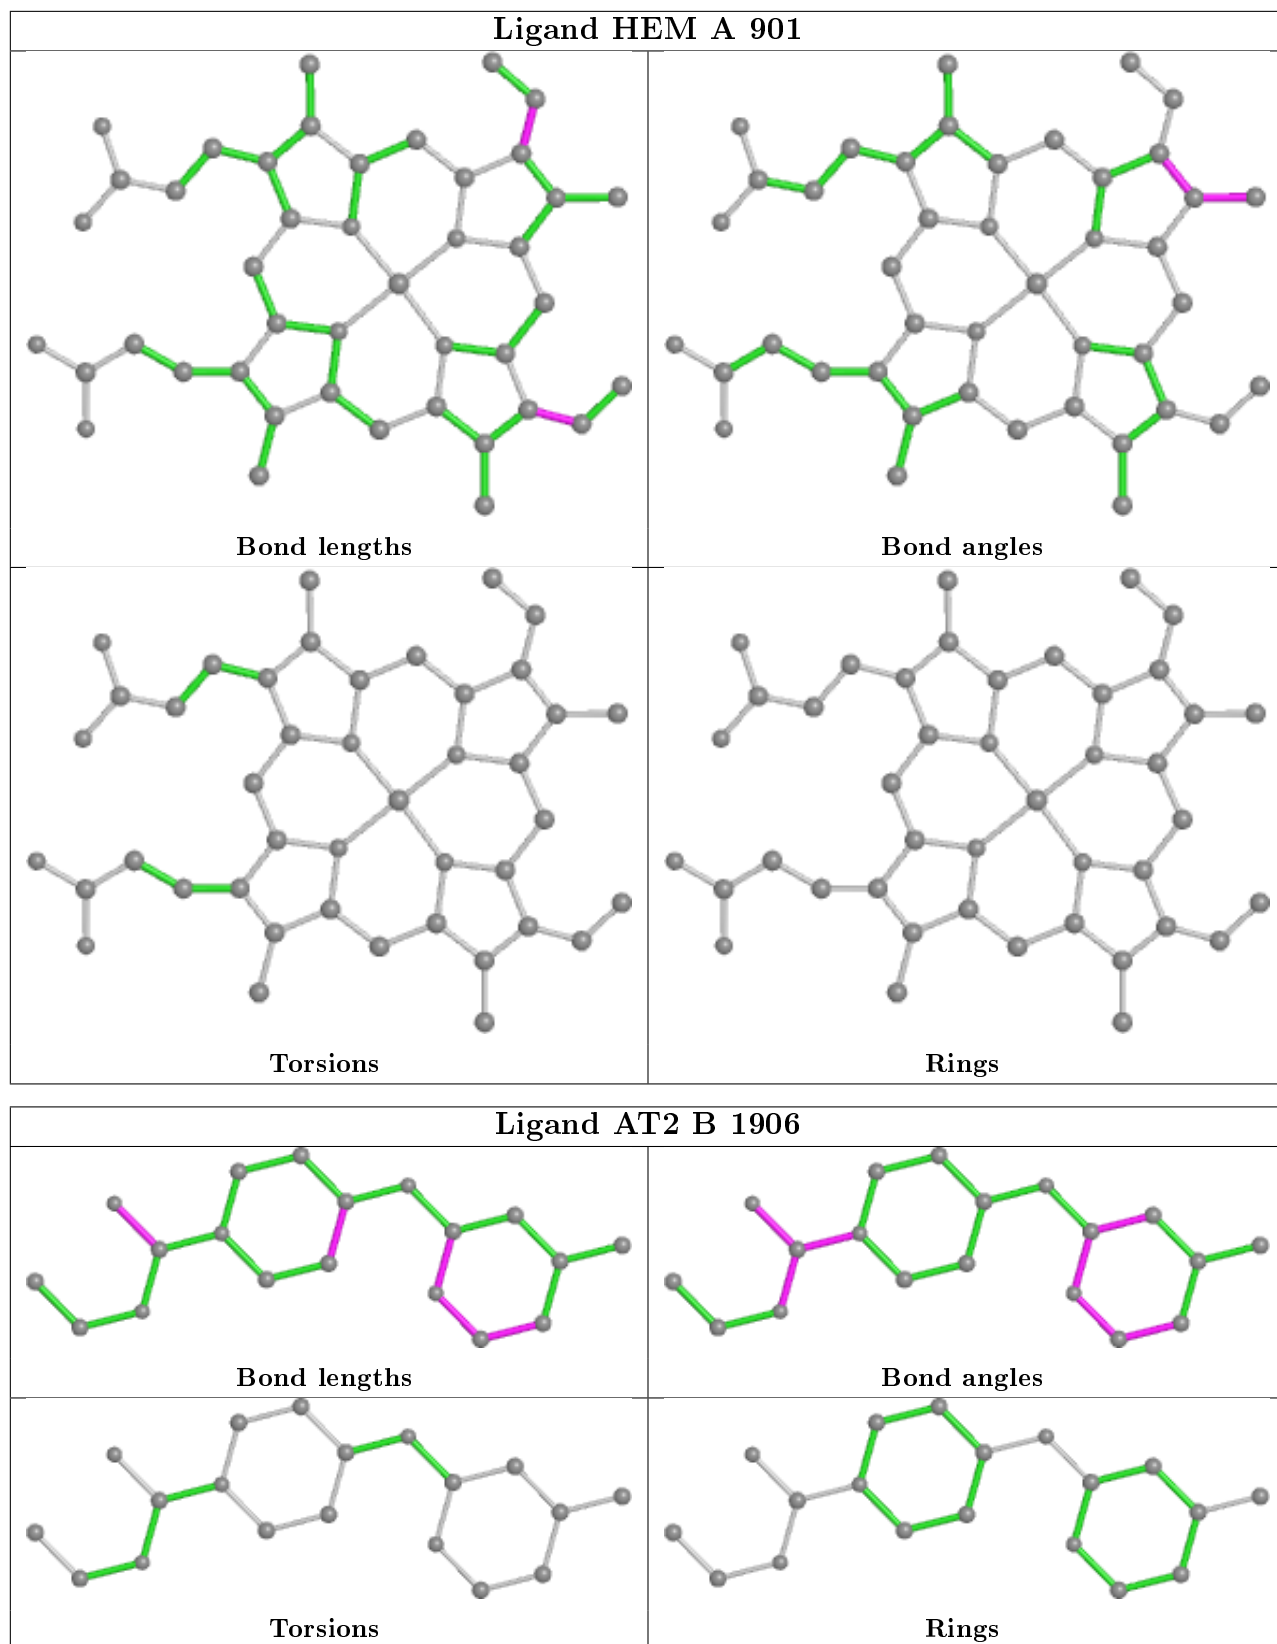 Ligand HEM A 901
Bond lengths
Bond angles
Torsions
Rings
Ligand AT2 B 1906
Bond lengths
Bond angles
Torsions
Rings